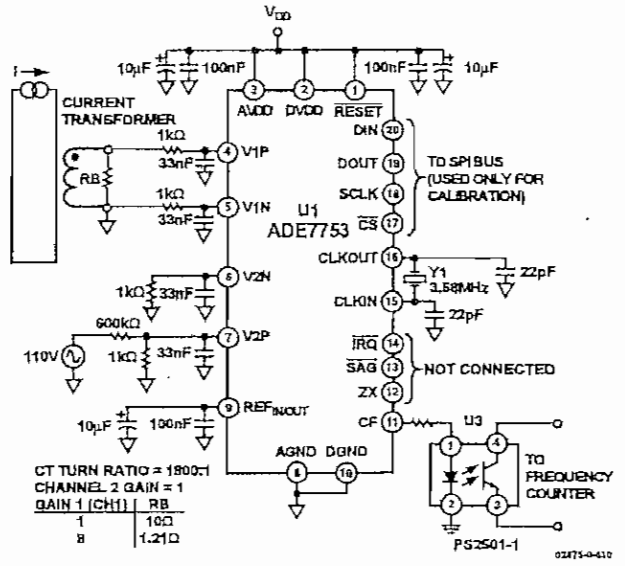 VDD
10µF
100nF
100nF
10µF
I
3
2
1
AVDD
DVDD
RESET
CURRENT
TRANSFORMER
1kΩ
33nF
4
V1P
RB
1kΩ
33nF
5
V1N
U1
ADE7753
DIN
20
DOUT
19
SCLK
18
CS
17
TO SPI BUS
(USED ONLY FOR
CALIBRATION)
CLKOUT
16
Y1
3.58MHz
22pF
CLKIN
15
22pF
1kΩ
33nF
6
V2N
600kΩ
110V
1kΩ
33nF
7
V2P
IRQ
14
SAG
13
ZX
12
NOT CONNECTED
10µF
100nF
9
REFIN/OUT
CF
11
U3
AGND
DGND
8
10
1
4
2
3
TO
FREQUENCY
COUNTER
PS2501-1
CT TURN RATIO = 1800:1
CHANNEL 2 GAIN = 1
GAIN 1 (CH1) RB
1 10Ω
8 1.21Ω